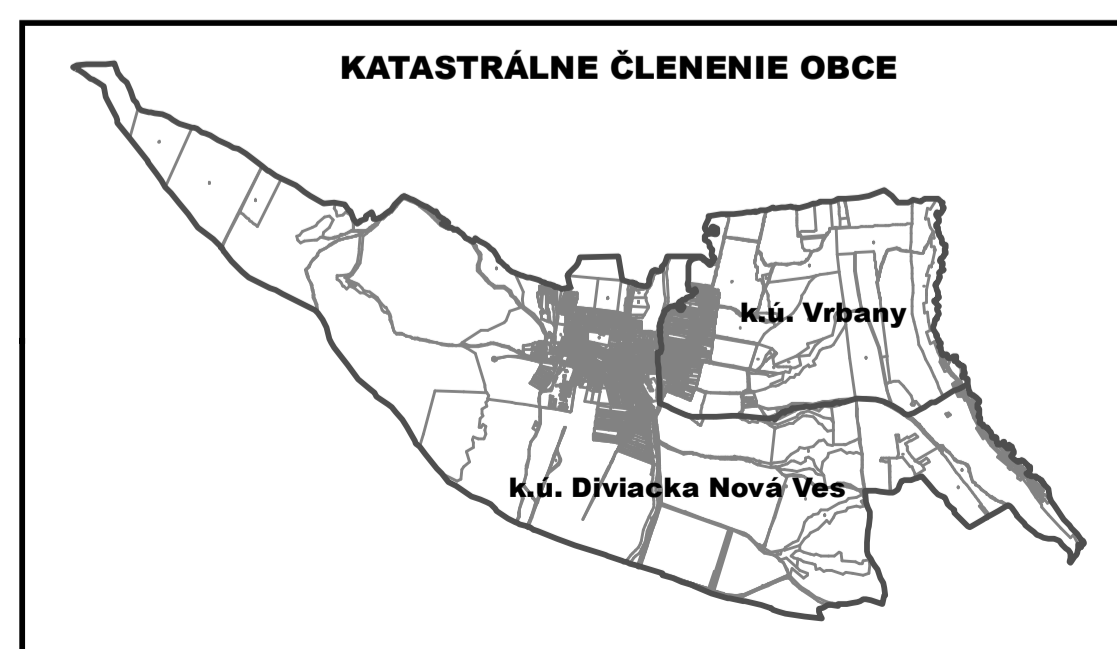 KATASTRÁLNE ČLENENIE OBCE
k.ú. Vrbany
k.ú. Diviacka Nová Ves